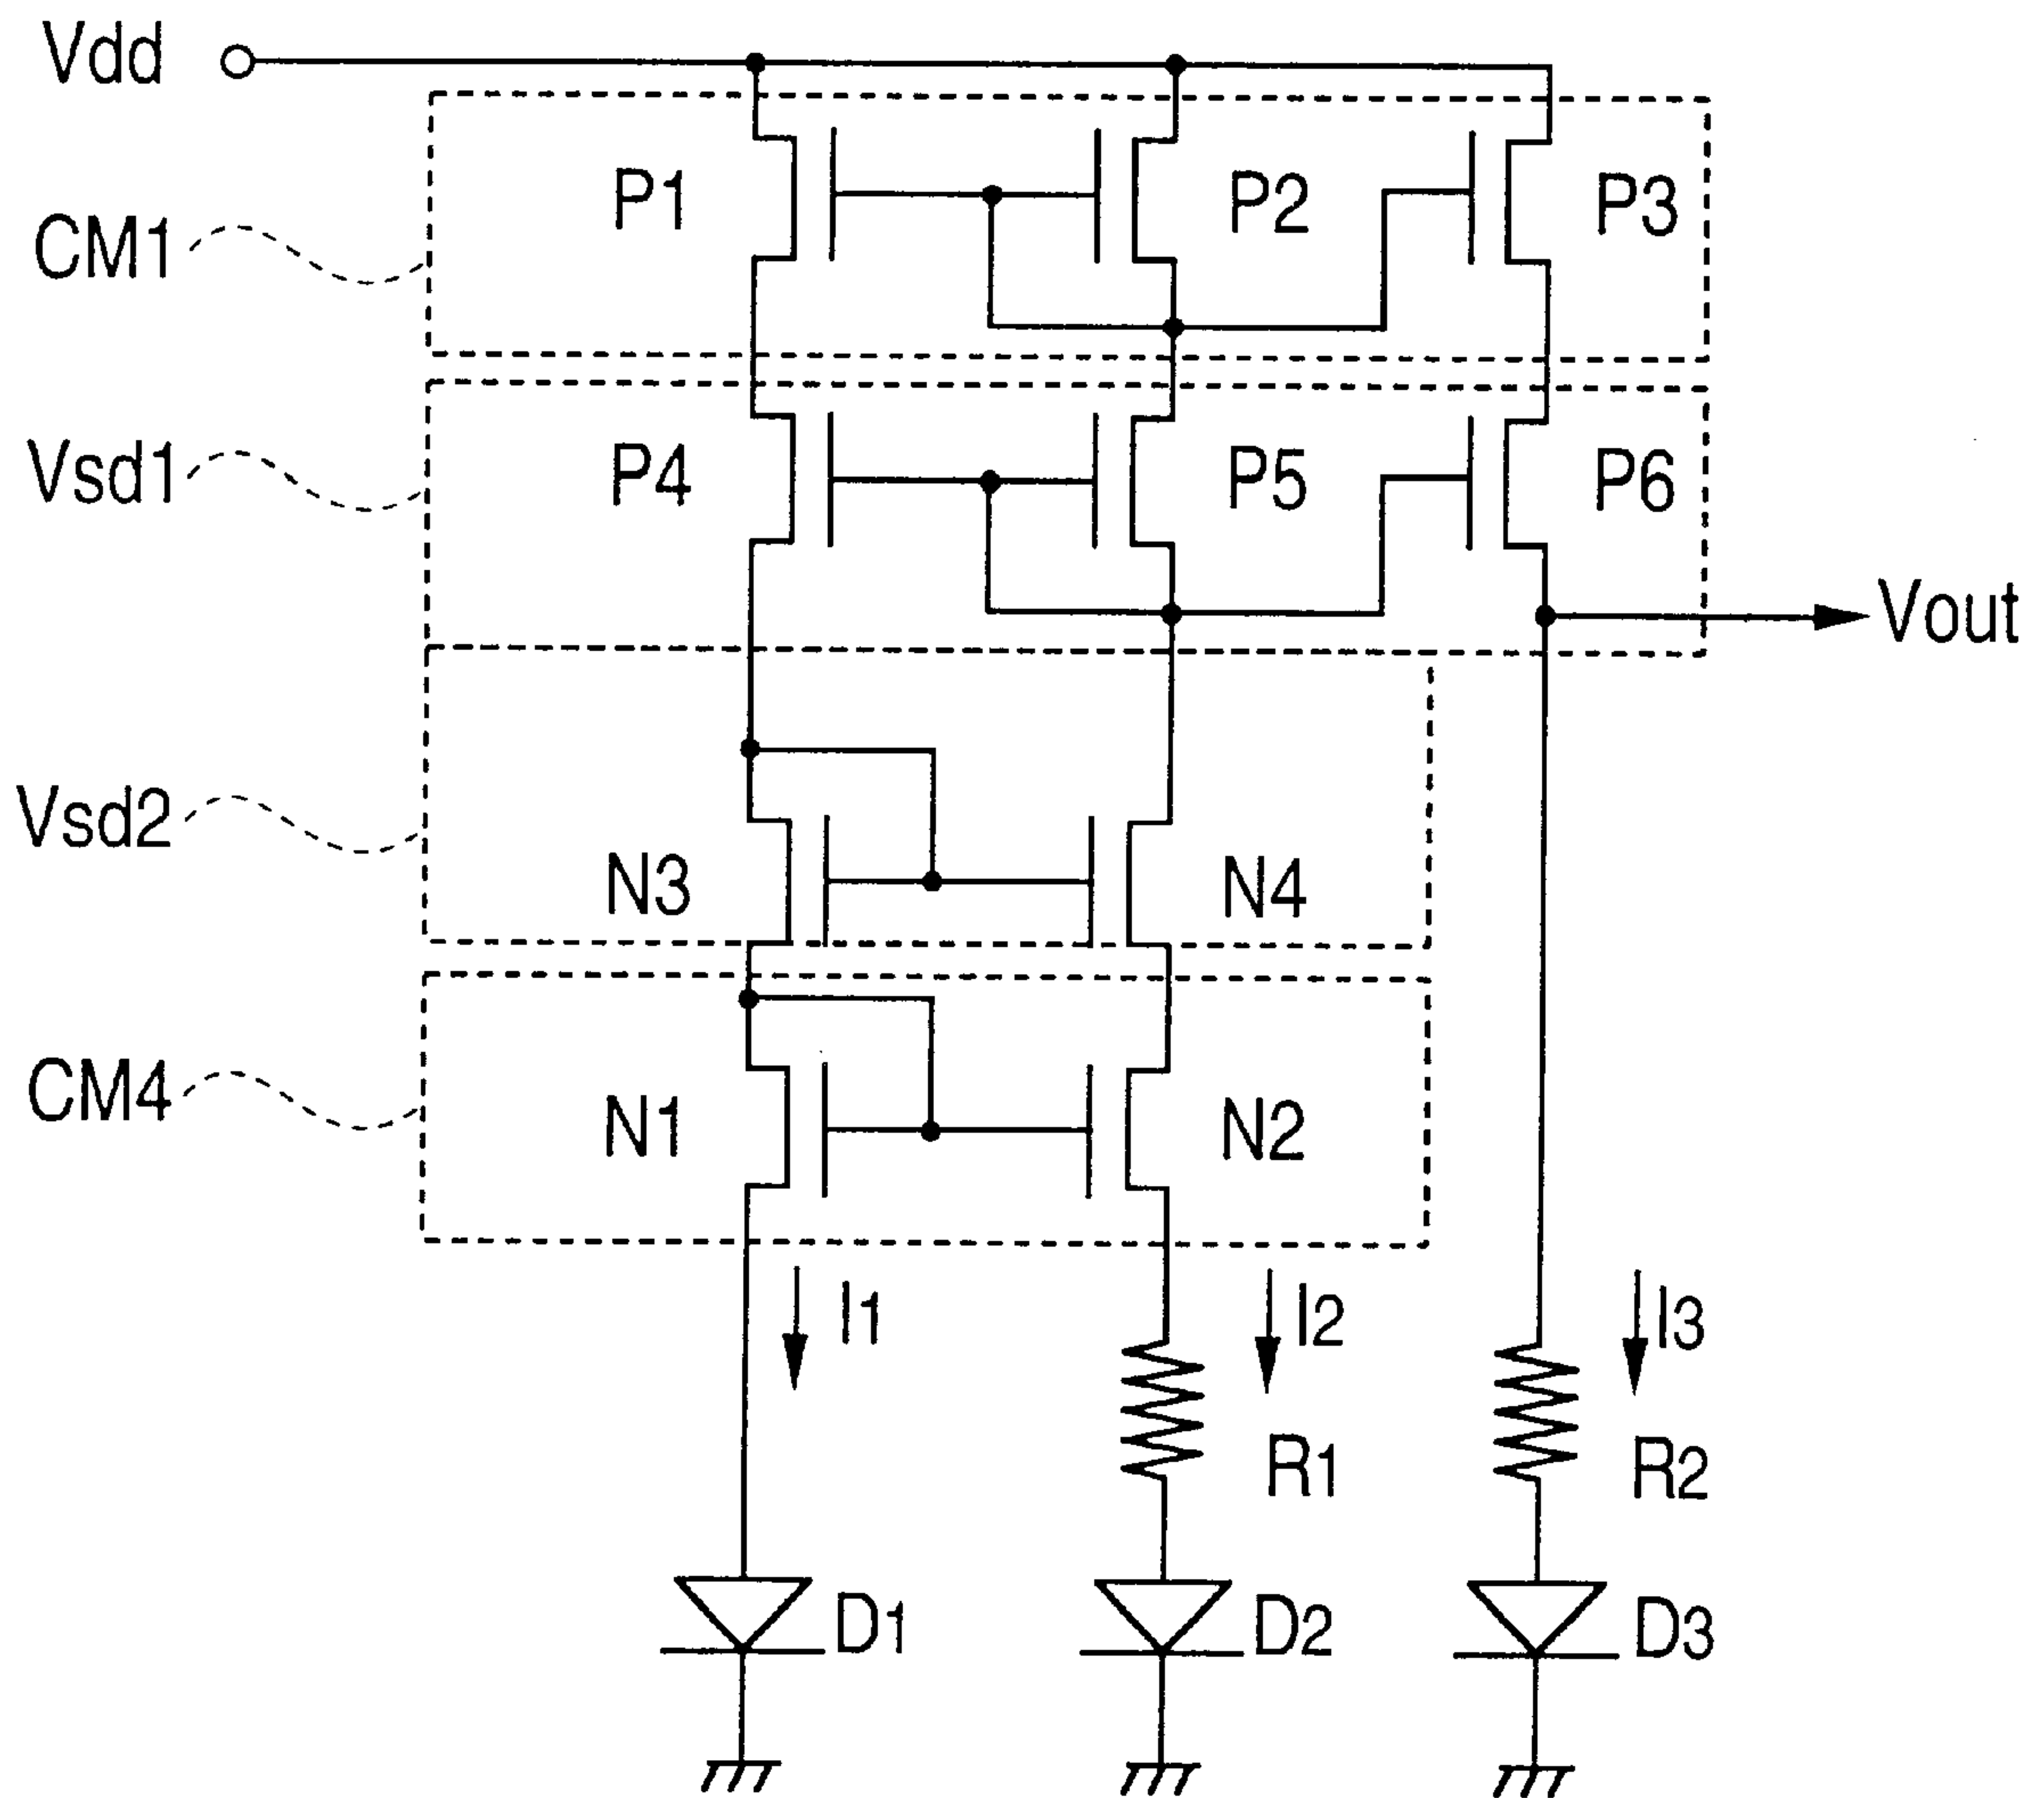 Vdd
P1
P2
P3
CM1
Vsd1
P4
P5
P6
Vout
Vsd2
N3
N4
CM4
N1
N2
I1
I2
I3
R1
R2
D1
D2
D3